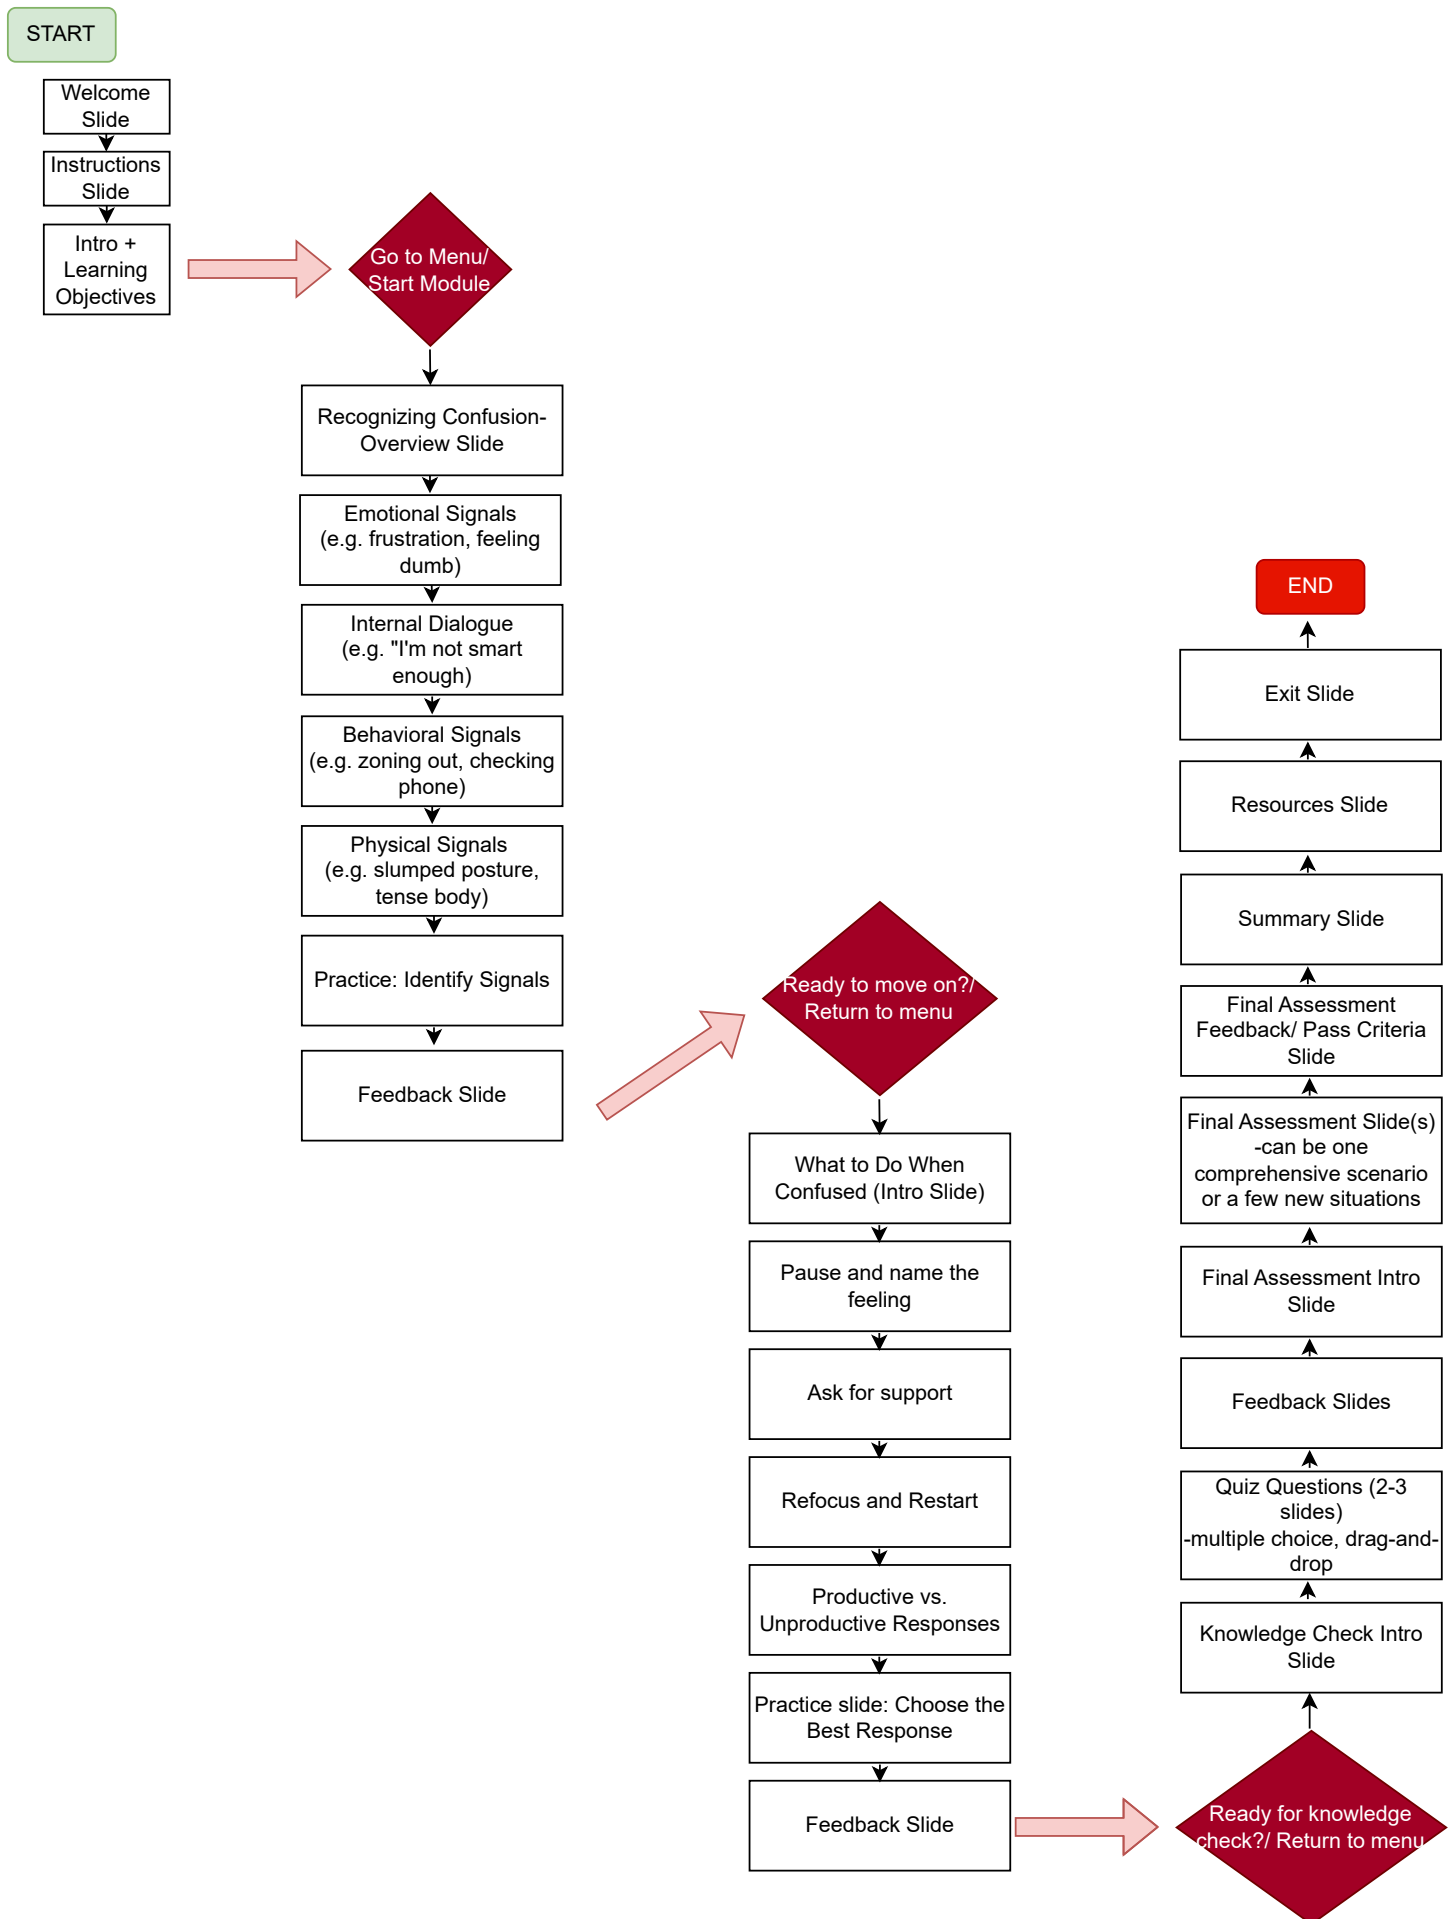 START
Welcome
Slide
Instructions
Slide
Intro +
Learning
Objectives
Go to Menu/
Start Module
Recognizing Confusion-
Overview Slide
Emotional Signals
(e.g. frustration, feeling
dumb)
Internal Dialogue
(e.g. "I'm not smart
enough)
Behavioral Signals
(e.g. zoning out, checking
phone)
Physical Signals
(e.g. slumped posture,
tense body)
Practice: Identify Signals
Feedback Slide
Ready to move on?/
Return to menu
What to Do When
Confused (Intro Slide)
Pause and name the
feeling
Ask for support
Refocus and Restart
Productive vs.
Unproductive Responses
Practice slide: Choose the
Best Response
Feedback Slide
Ready for knowledge
check?/ Return to menu
Knowledge Check Intro
Slide
Quiz Questions (2-3
slides)
-multiple choice, drag-and-
drop
Feedback Slides
Final Assessment Intro
Slide
Final Assessment Slide(s)
-can be one
comprehensive scenario
or a few new situations
Final Assessment
Feedback/ Pass Criteria
Slide
Summary Slide
Resources Slide
Exit Slide
END